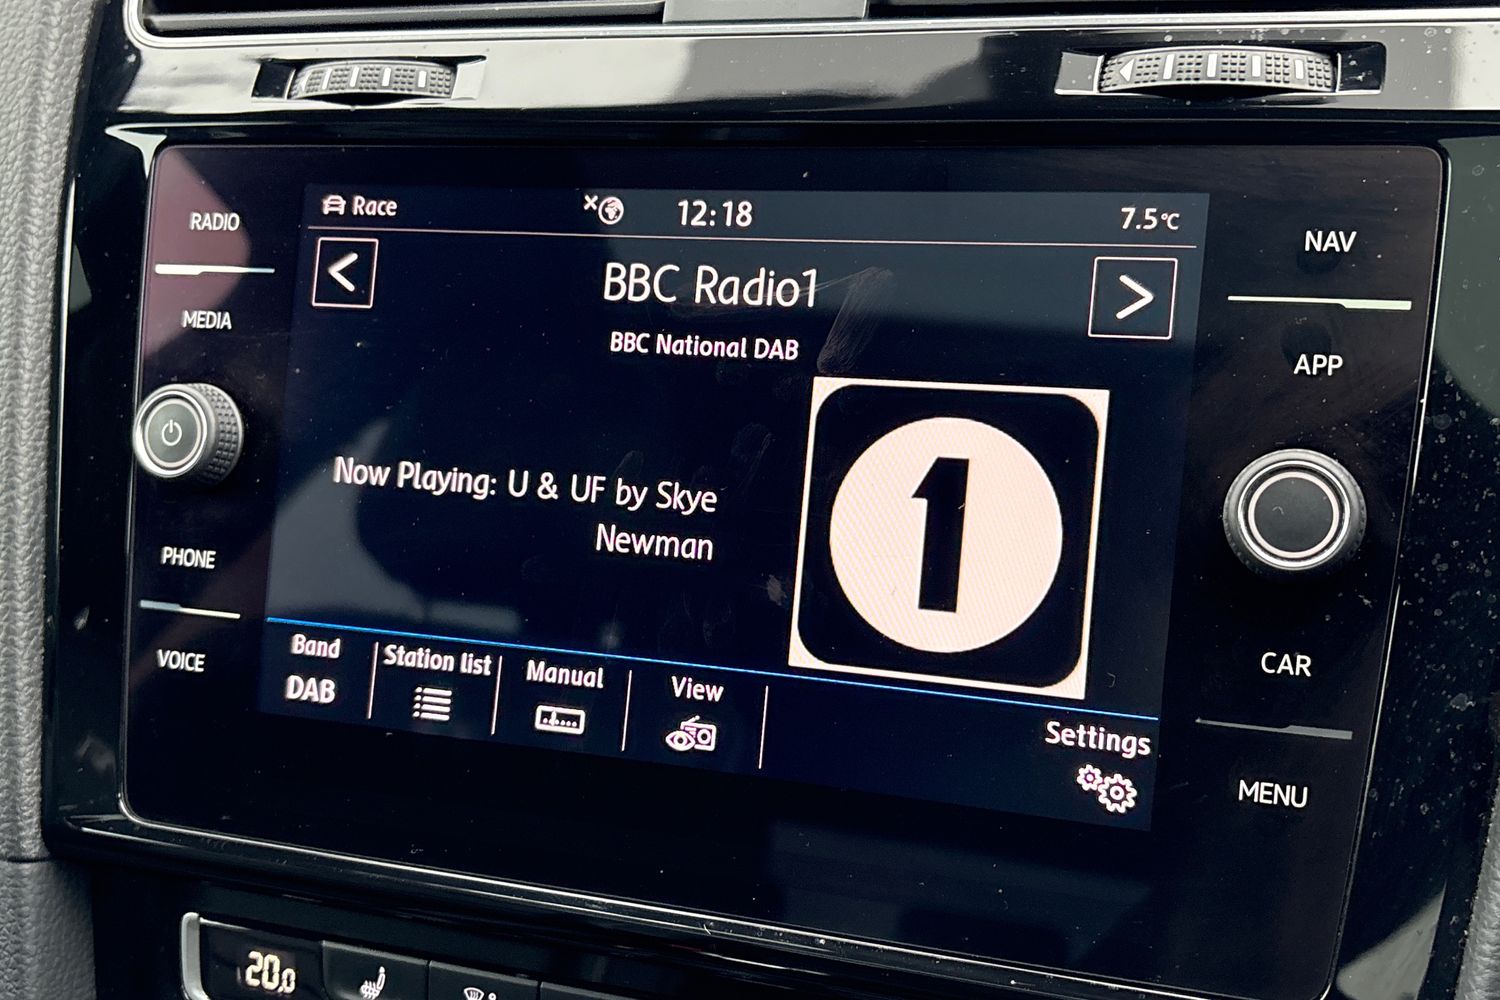 RADIO
MEDIA
PHONE
VOICE
Race
12:18
7.5°C
<
BBC Radio1
>
BBC National DAB
Now Playing: U & UF by Skye
Newman
1
Band
DAB
Station list
Manual
View
Settings
NAV
APP
CAR
MENU
20.0